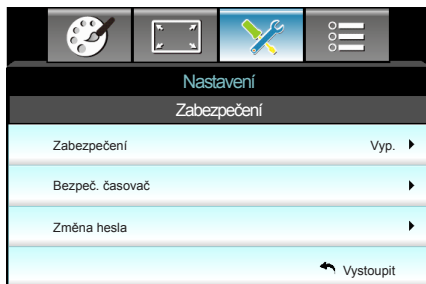 Nastavení
Zabezpečení
Zabezpečení Vyp.
Bezpeč. časovač
Změna hesla
Vystoupit